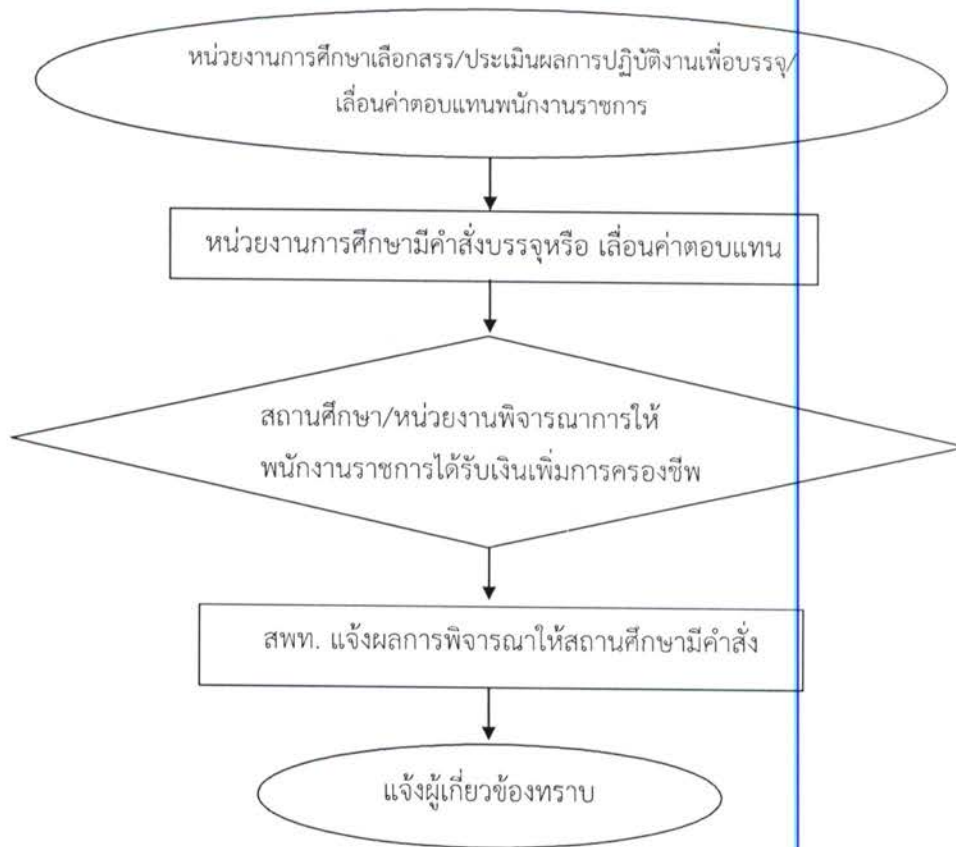 หน่วยงานการศึกษาเลือกสรร/ประเมินผลการปฏิบัติงานเพื่อบรรจุ/
เลื่อนค่าตอบแทนพนักงานราชการ
หน่วยงานการศึกษามีคำสั่งบรรจุหรือ เลื่อนค่าตอบแทน
สถานศึกษา/หน่วยงานพิจารณาการให้
พนักงานราชการได้รับเงินเพิ่มการครองชีพ
สพท. แจ้งผลการพิจารณาให้สถานศึกษามีคำสั่ง
แจ้งผู้เกี่ยวข้องทราบ